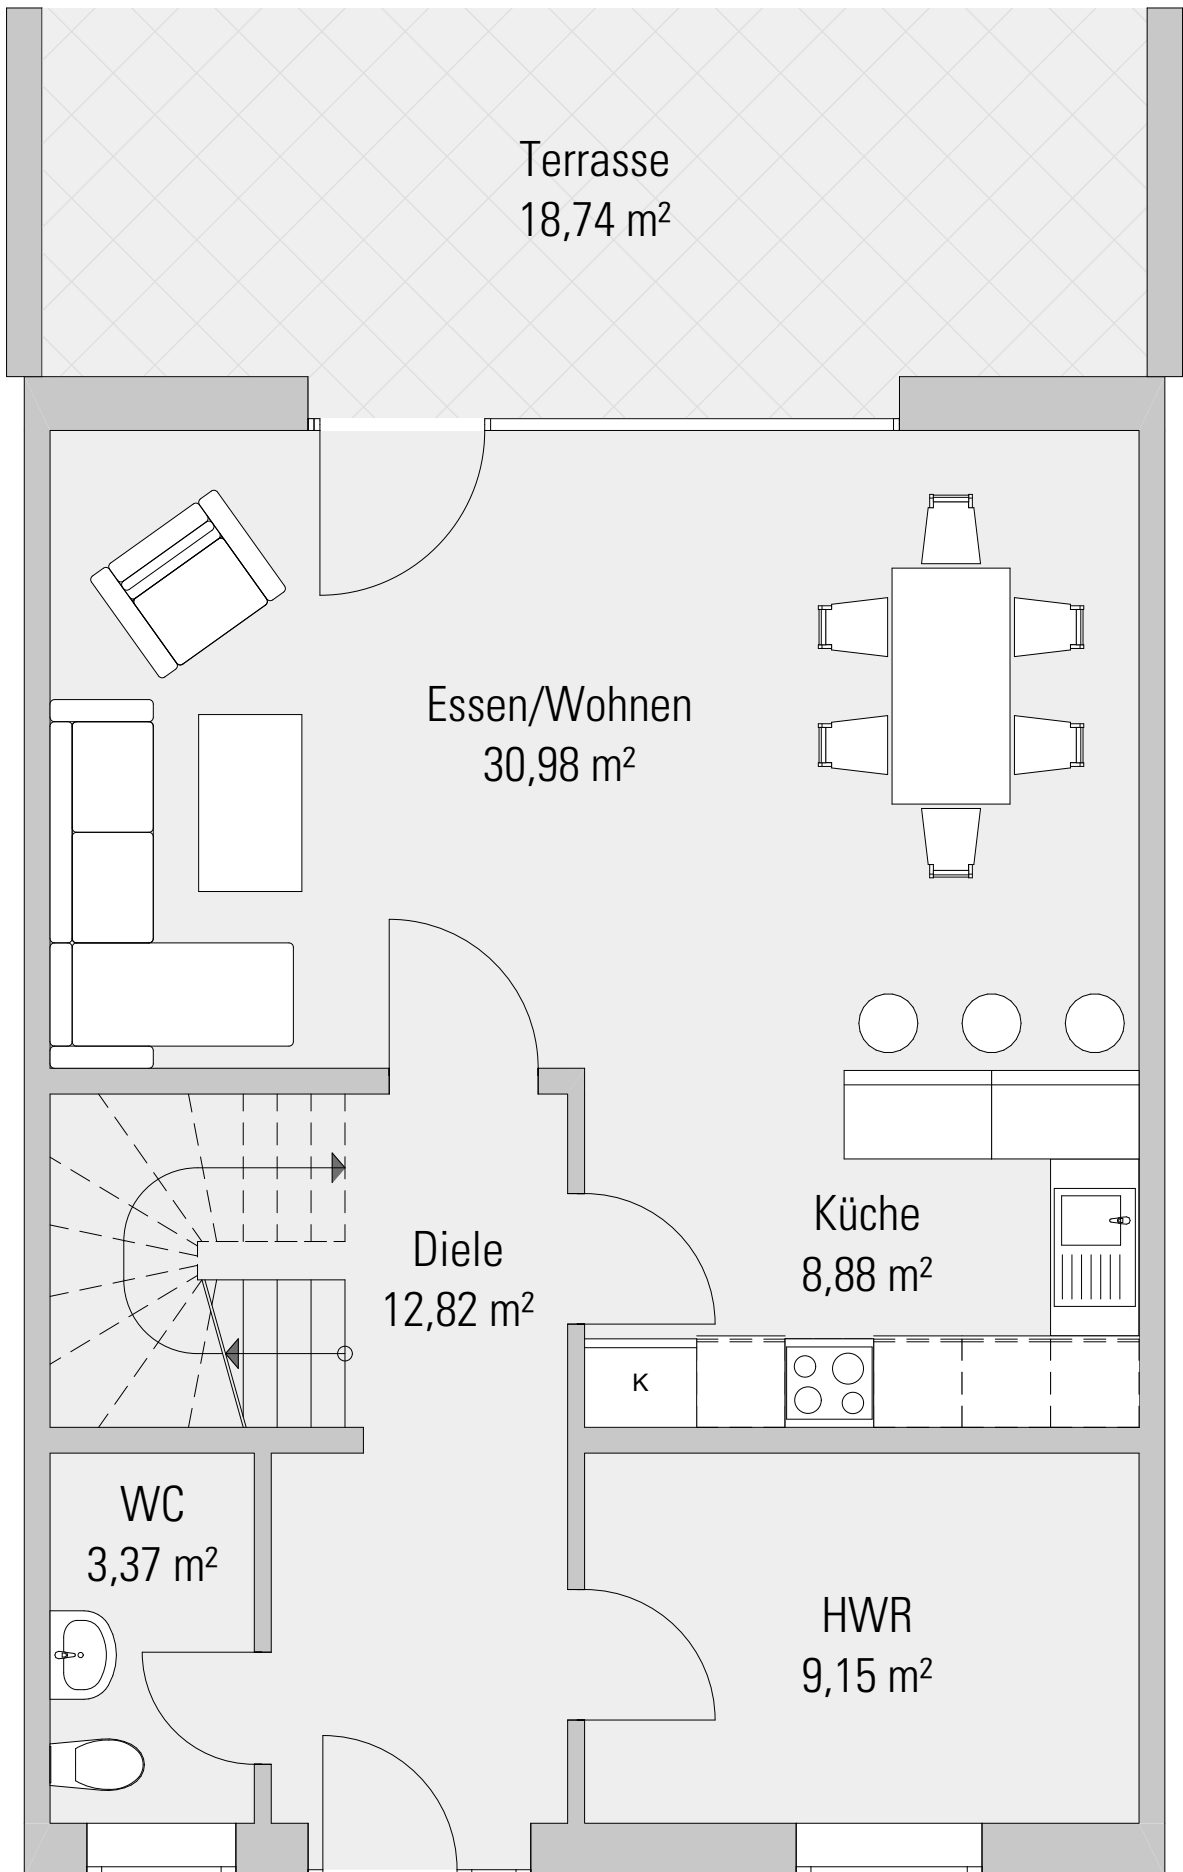 Terrasse
18,74 m²
Essen/Wohnen
30,98 m²
Küche
8,88 m²
Diele
12,82 m²
K
WC
3,37 m²
HWR
9,15 m²